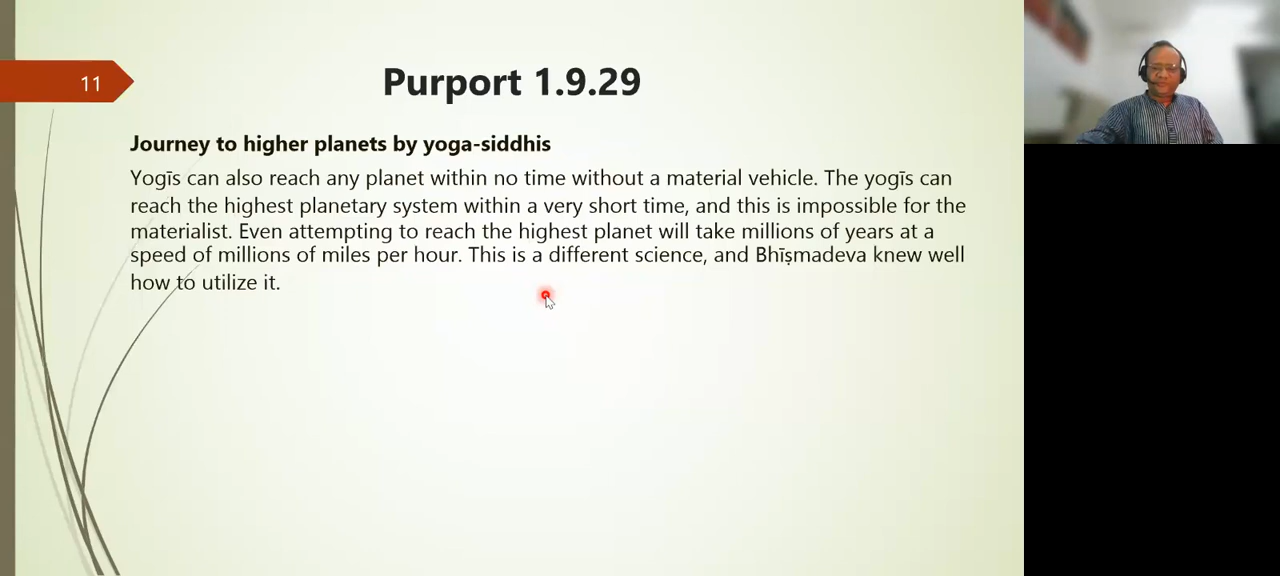 11
Purport 1.9.29
Journey to higher planets by yoga-siddhis
Yogīs can also reach any planet within no time without a material vehicle. The yogīs can
reach the highest planetary system within a very short time, and this is impossible for the
materialist. Even attempting to reach the highest planet will take millions of years at a
speed of millions of miles per hour. This is a different science, and Bhīṣmadeva knew well
how to utilize it.